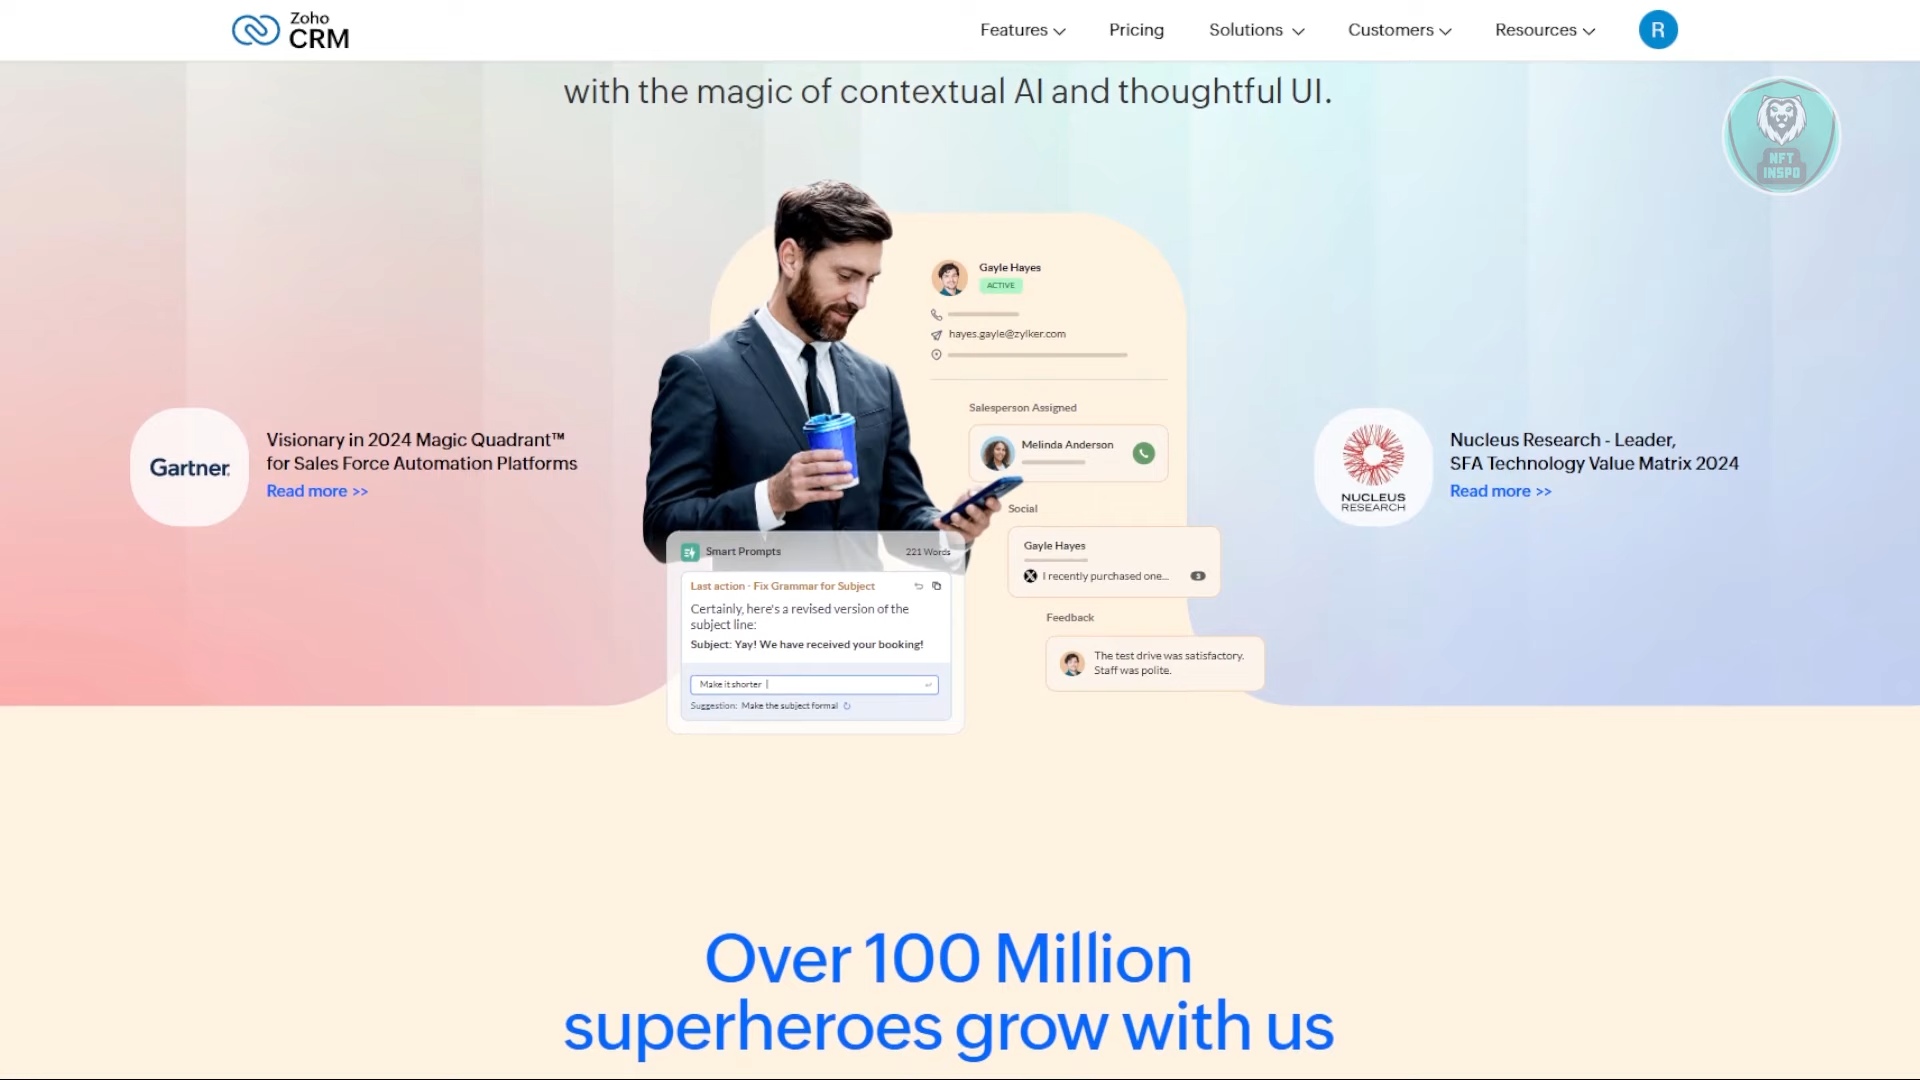 Zoho
CRM
Features
Pricing
Solutions
Customers
Resources
R
with the magic of contextual AI and thoughtful UI.
NFT
INSPO
Gayle Hayes
ACTIVE
hayes.gayle@zylker.com
Salesperson Assigned
Melinda Anderson
Gartner
Visionary in 2024 Magic Quadrant™
for Sales Force Automation Platforms
Read more >>
NUCLEUS
RESEARCH
Nucleus Research - Leader,
SFA Technology Value Matrix 2024
Read more >>
Social
Gayle Hayes
X I recently purchased one...
3
Smart Prompts
221 Words
Last action - Fix Grammar for Subject
Certainly, here's a revised version of the
subject line:
Subject: Yay! We have received your booking!
Make it shorter |
Suggestion: Make the subject formal
Feedback
The test drive was satisfactory.
Staff was polite.
Over 100 Million
superheroes grow with us